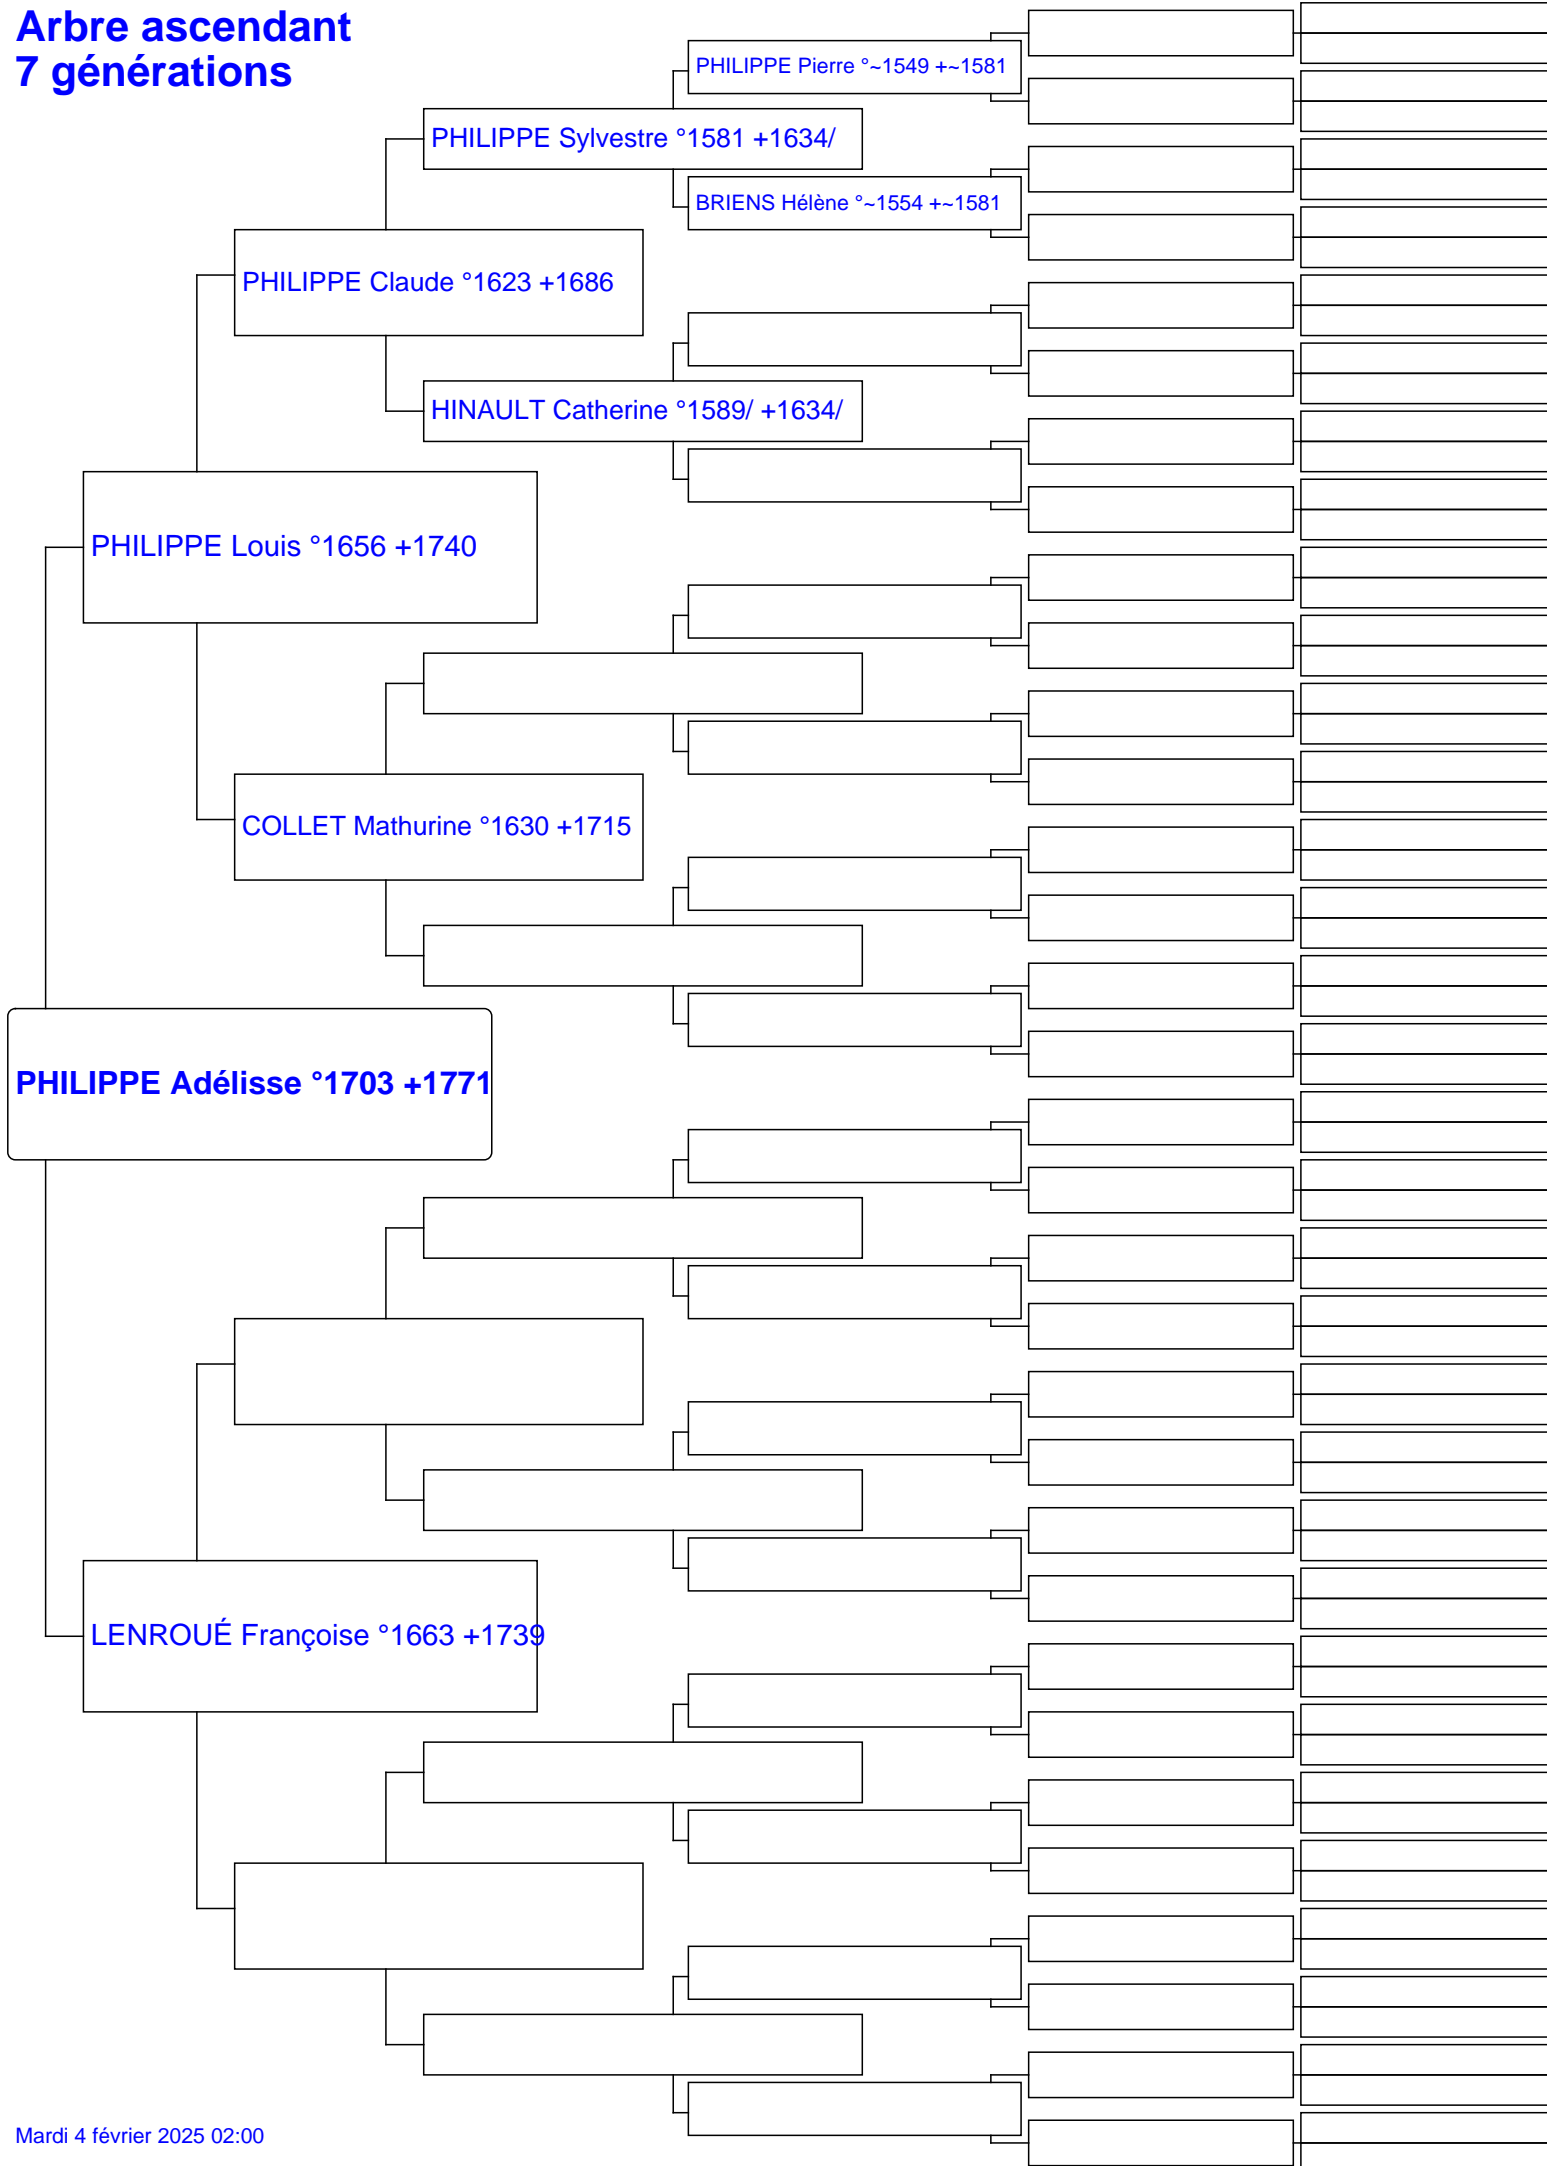 Arbre ascendant
7 générations
PHILIPPE Pierre °~1549 +~1581
PHILIPPE Sylvestre °1581 +1634/
BRIENS Hélène °~1554 +~1581
PHILIPPE Claude °1623 +1686
HINAULT Catherine °1589/ +1634/
PHILIPPE Louis °1656 +1740
COLLET Mathurine °1630 +1715
PHILIPPE Adélisse °1703 +1771
LENROUÉ Françoise °1663 +1739
Mardi 4 février 2025 02:00